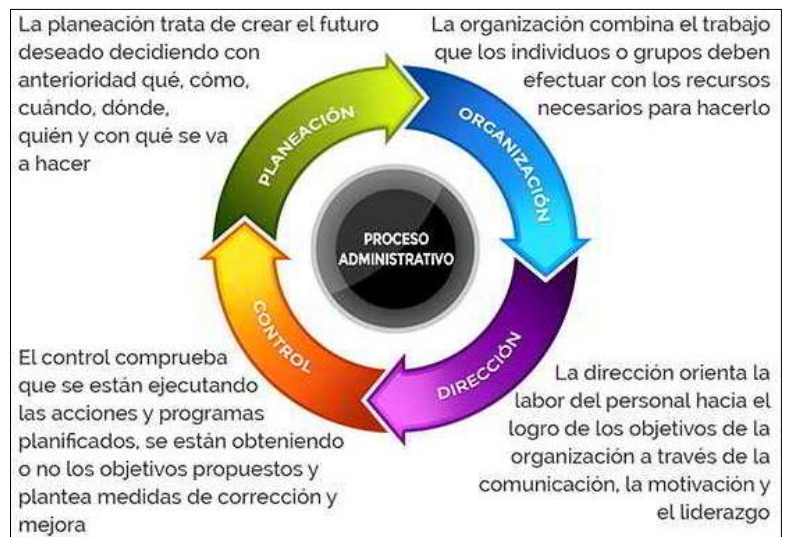 La planeación trata de crear el futuro
deseado decidiendo con
anterioridad qué, cómo,
cuándo, dónde,
quién y con qué se va
a hacer
La organización combina el trabajo
que los individuos o grupos deben
efectuar con los recursos
necesarios para hacerlo
PLANEACIÓN
ORGANIZACIÓN
PROCESO
ADMINISTRATIVO
CONTROL
DIRECCIÓN
El control comprueba
que se están ejecutando
las acciones y programas
planificados, se están obteniendo
o no los objetivos propuestos y
plantea medidas de corrección y
mejora
La dirección orienta la
labor del personal hacia el
logro de los objetivos de la
organización a través de la
comunicación, la motivación y
el liderazgo